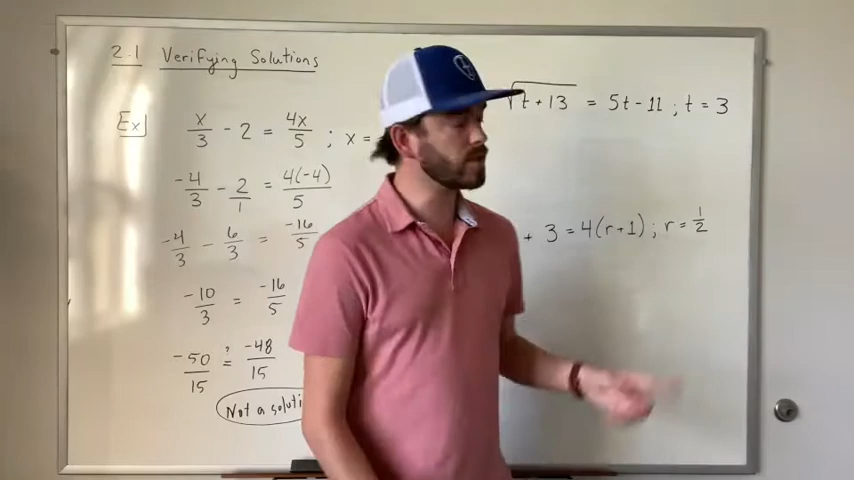 2.1 Verifying Solutions
Ex x/3 - 2 = 4x/5 ; x =
-4/3 - 2/1 = 4(-4)/5
-4/3 - 6/3 = -16/5
-10/3 = -16/5
-50/15 ?= -48/15
Not a
√t + 13 = 5t - 11 ; t = 3
+ 3 = 4(r+1) ; r = 1/2